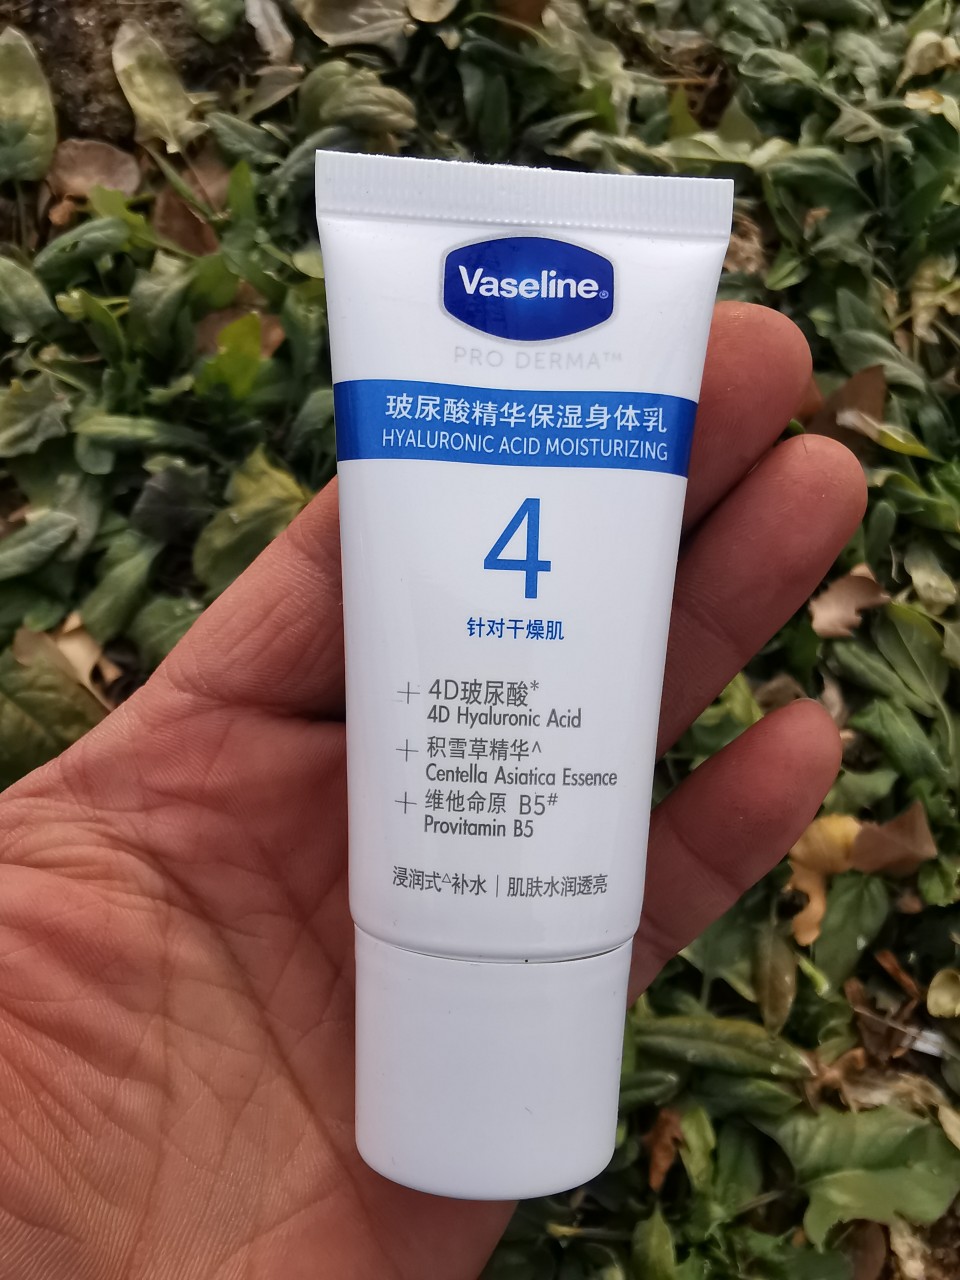 Vaseline®
PRO DERMA™
玻尿酸精华保湿身体乳
HYALURONIC ACID MOISTURIZING
4
针对干燥肌
+ 4D玻尿酸*
4D Hyaluronic Acid
+ 积雪草精华^
Centella Asiatica Essence
+ 维他命原 B5#
Provitamin B5
浸润式△补水｜肌肤水润透亮